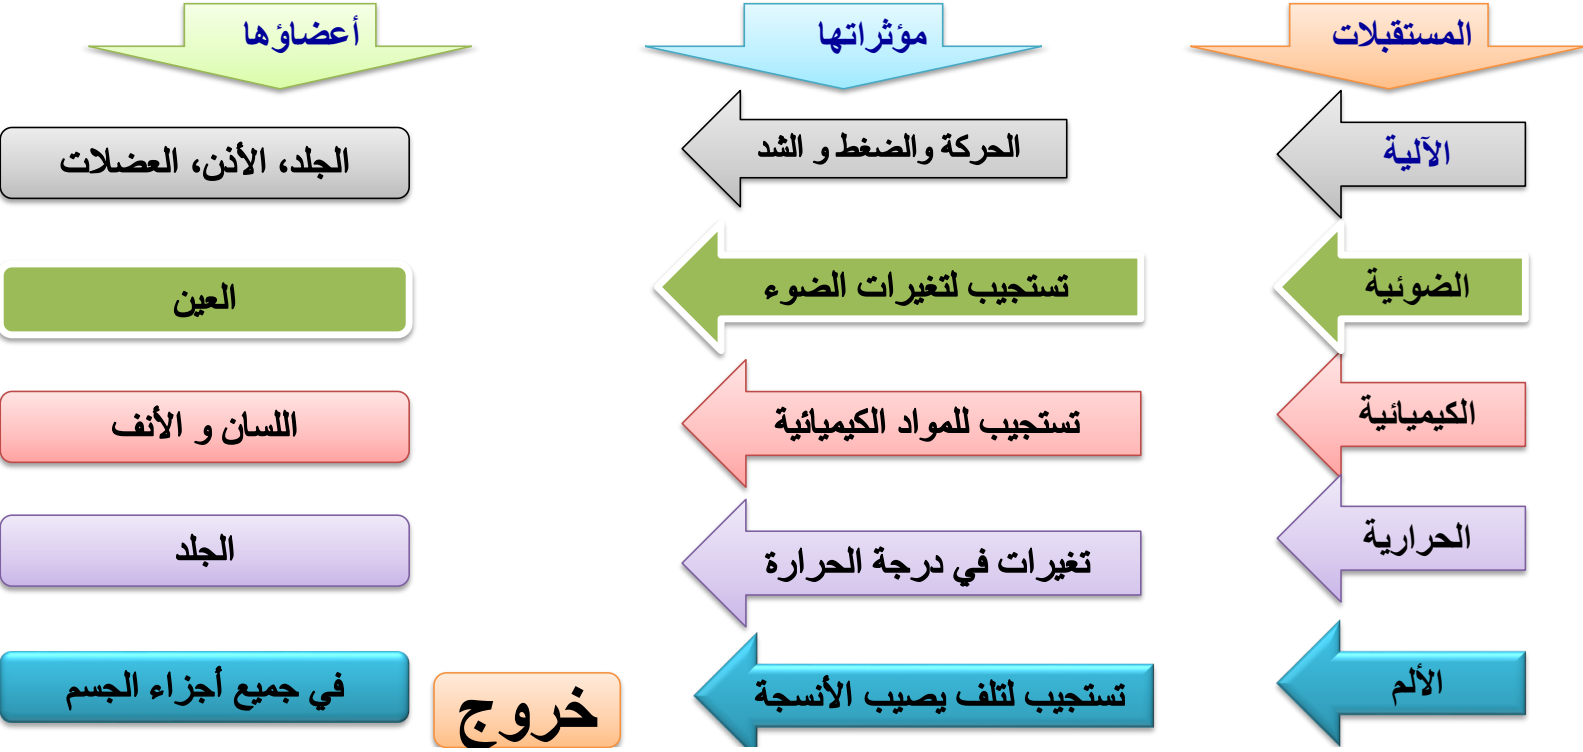 المستقبلات
مؤثراتها
أعضاؤها
الآلية
الحركة والضغط و الشد
الجلد، الأذن، العضلات
الضوئية
تستجيب لتغيرات الضوء
العين
الكيميائية
تستجيب للمواد الكيميائية
اللسان و الأنف
الحرارية
تغيرات في درجة الحرارة
الجلد
الألم
تستجيب لتلف يصيب الأنسجة
في جميع أجزاء الجسم
خروج